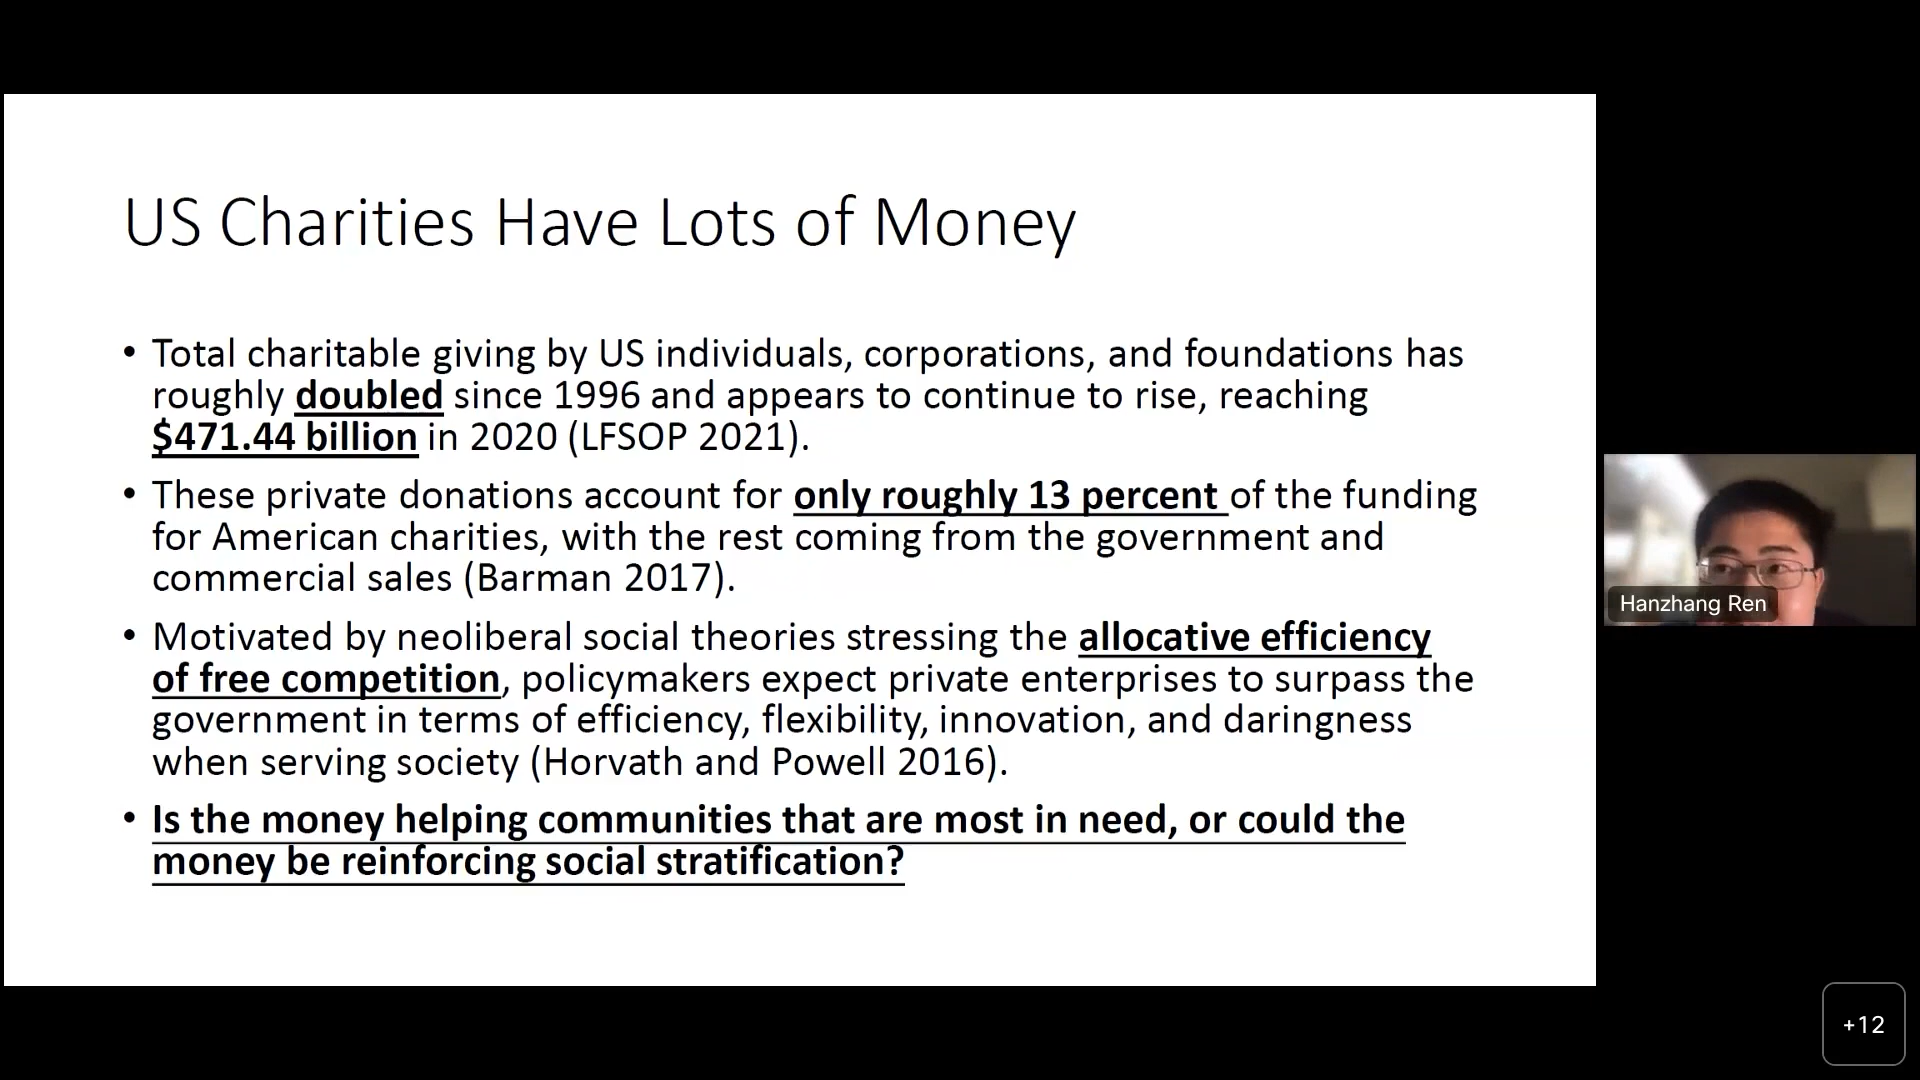 US Charities Have Lots of Money
• Total charitable giving by US individuals, corporations, and foundations has
roughly doubled since 1996 and appears to continue to rise, reaching
$471.44 billion in 2020 (LFSOP 2021).
• These private donations account for only roughly 13 percent of the funding
for American charities, with the rest coming from the government and
commercial sales (Barman 2017).
• Motivated by neoliberal social theories stressing the allocative efficiency
of free competition, policymakers expect private enterprises to surpass the
government in terms of efficiency, flexibility, innovation, and daringness
when serving society (Horvath and Powell 2016).
• Is the money helping communities that are most in need, or could the
money be reinforcing social stratification?
Hanzhang Ren
+12